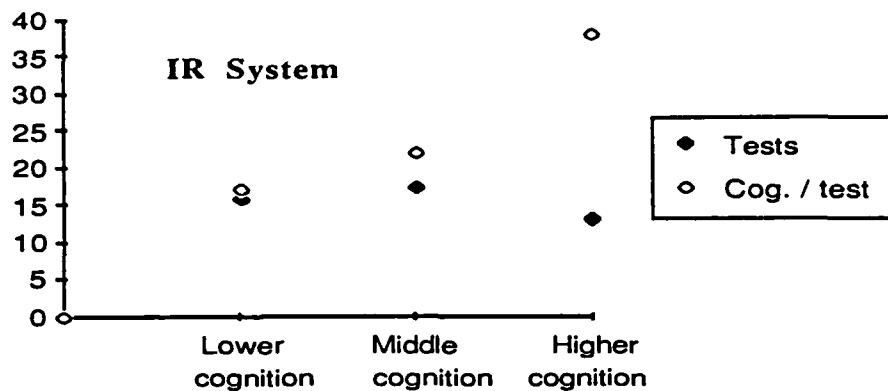 40
35
30
25
20
15
10
5
0
IR System
Tests
Cog. / test
Lower cognition
Middle cognition
Higher cognition